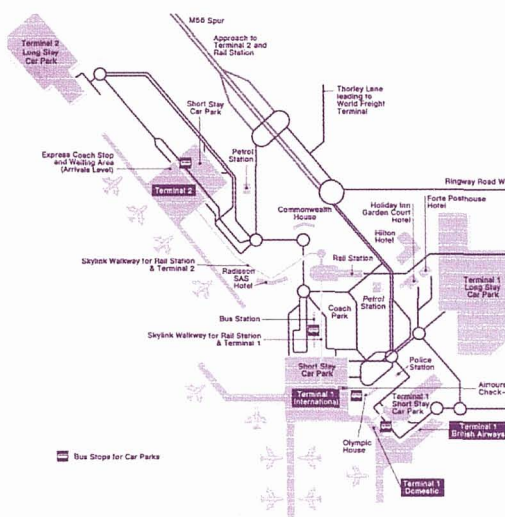 M56 Spur
Terminal 2
Long Stay
Car Park
Approach to
Terminal 2 and
Rail Station
Thorley Lane
leading to
World Freight
Terminal
Short Stay
Car Park
Express Coach Stop
and Waiting Area
(Arrivals Level)
Petrol
Station
Terminal 2
Ringway Road W
Commonwealth
House
Holiday Inn
Garden Court
Hotel
Forte Posthouse
Hotel
Hilton
Hotel
Skylink Walkway for Rail Station
& Terminal 2
Radisson
SAS
Hotel
Rail Station
Terminal 1
Long Stay
Car Park
Bus Station
Coach
Park
Petrol
Station
Skylink Walkway for Rail Station
& Terminal 1
Police
Station
Short Stay
Car Park
Airtours
Check-
Terminal 1
International
Terminal 1
Short Stay
Car Park
Olympic
House
Terminal 1
British Airways
Bus Stops for Car Parks
Terminal 1
Domestic